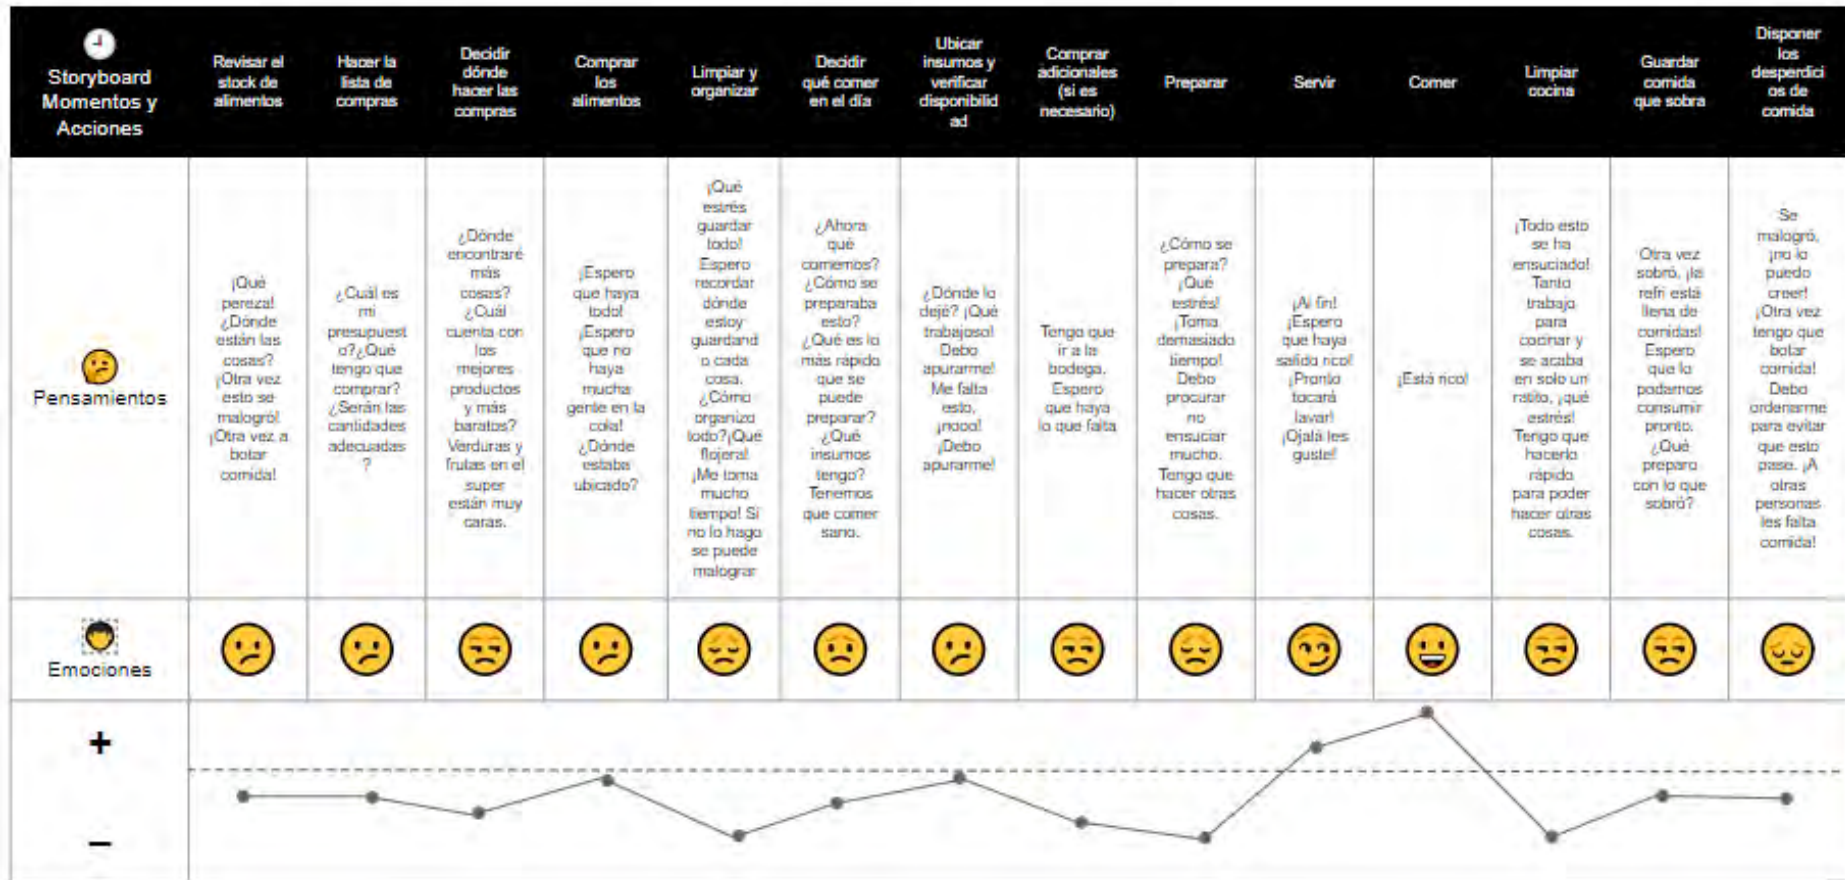 Storyboard
Momentos y
Acciones
Revisar el
stock de
alimentos
Hacer la
lista de
compras
Decidir
dónde
hacer las
compras
Comprar
los
alimentos
Limpiar y
organizar
Decidir
qué comer
en el día
Ubicar
insumos y
verificar
disponibilid
ad
Comprar
adicionales
(si es
necesario)
Preparar
Servir
Comer
Limpiar
cocina
Guardar
comida
que sobra
Disponer
los
desperdici
os de
comida
Pensamientos
¡Qué
pereza!
¿Dónde
están las
cosas?
¡Otra vez
esto se
malogró!
¡Otra vez a
botar
comida!
¿Cuál es
mi
presupuest
o?¿Qué
tengo que
comprar?
¿Serán las
cantidades
adecuadas
?
¿Dónde
encontraré
más
cosas?
¿Cuál
cuenta con
los
mejores
productos
y más
baratos?
Verduras y
frutas en el
super
están muy
caras.
¡Espero
que haya
todo!
¡Espero
que no
haya
mucha
gente en la
cola!
¿Dónde
estaba
ubicado?
¡Qué
estrés
guardar
todo!
Espero
recordar
dónde
estoy
guardand
o cada
cosa.
¿Cómo
organizo
todo?¡Qué
flojera!
¡Me toma
mucho
tiempo! Si
no lo hago
se puede
malograr
¿Ahora
qué
comemos?
¿Cómo se
preparaba
esto?
¿Qué es lo
más rápido
que se
puede
preparar?
¿Qué
insumos
tengo?
Tenemos
que comer
sano.
¿Dónde lo
dejé? ¡Qué
trabajoso!
Debo
apurarme!
Me falta
esto,
¡nooo!
¡Debo
apurarme!
Tengo que
ir a la
bodega.
Espero
que haya
lo que falta
¿Cómo se
prepara?
¡Qué
estrés!
¡Toma
demasiado
tiempo!
Debo
procurar
no
ensuciar
mucho.
Tengo que
hacer otras
cosas.
¡Al fin!
¡Espero
que haya
salido rico!
¡Pronto
tocará
lavar!
¡Ojalá les
guste!
¡Está rico!
¡Todo esto
se ha
ensuciado!
Tanto
trabajo
para
cocinar y
se acaba
en solo un
ratito, ¡qué
estrés!
Tengo que
hacerlo
rápido
para poder
hacer otras
cosas.
Otra vez
sobró, ¡la
refri está
llena de
comidas!
Espero
que lo
podamos
consumir
pronto.
¿Qué
preparo
con lo que
sobró?
Se
malogró,
¡no lo
puedo
creer!
¡Otra vez
tengo que
botar
comida!
Debo
ordenarme
para evitar
que esto
pase. ¡A
otras
personas
les falta
comida!
Emociones
+
−